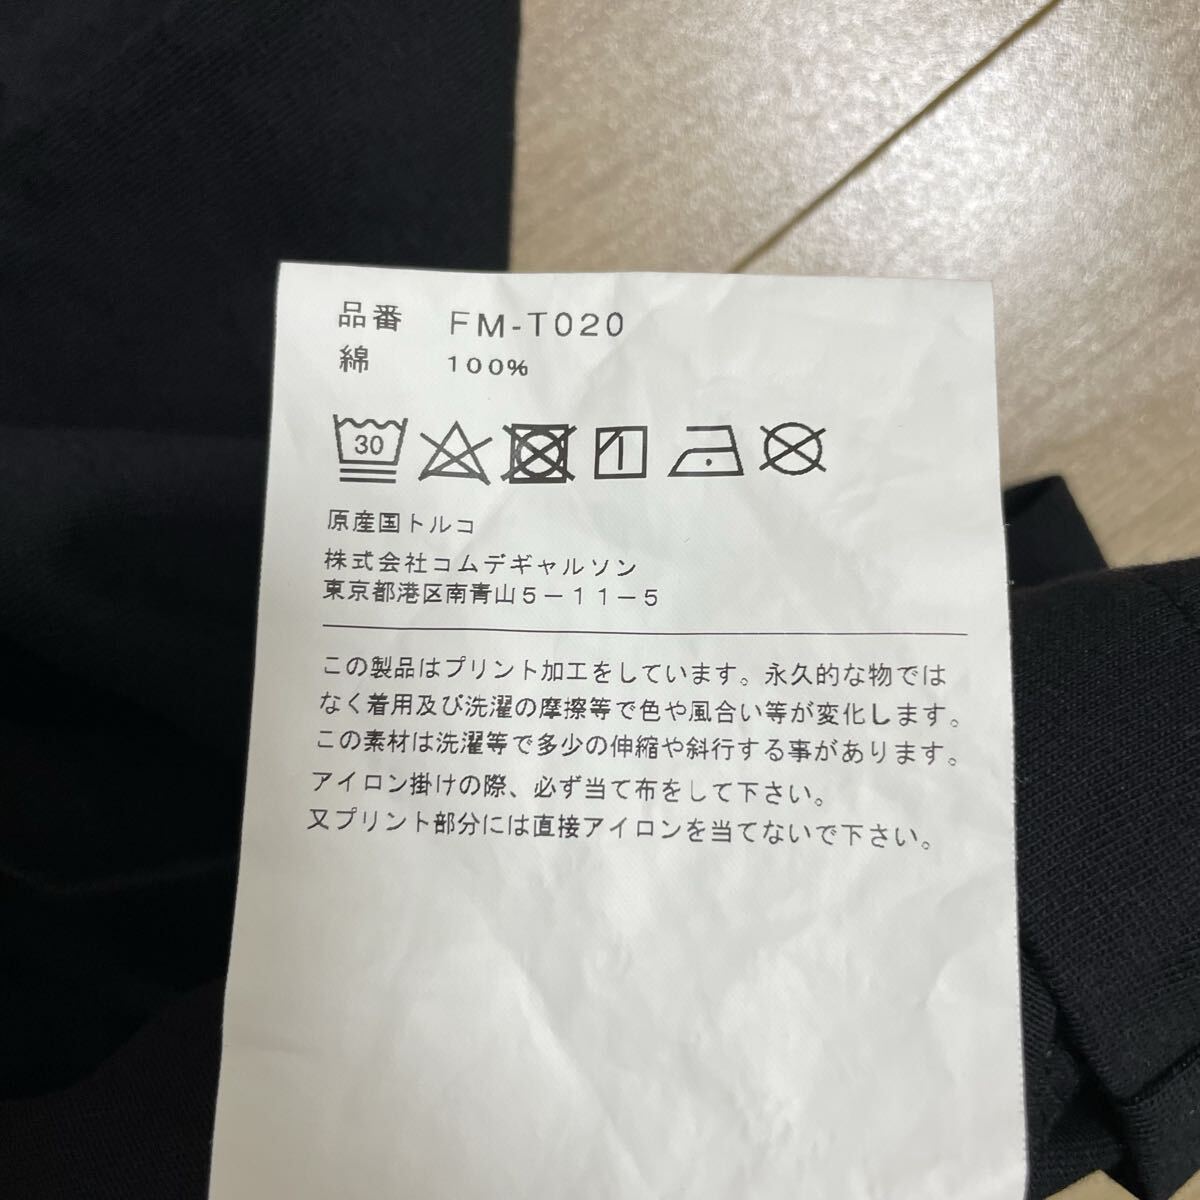 品番 FM-T020
綿 100%
30
原産国トルコ
株式会社コムデギャルソン
東京都港区南青山5-11-5
この製品はプリント加工をしています。永久的な物では
なく着用及び洗濯の摩擦等で色や風合い等が変化します。
この素材は洗濯等で多少の伸縮や斜行する事があります。
アイロン掛けの際、必ず当て布をして下さい。
又プリント部分には直接アイロンを当てないで下さい。